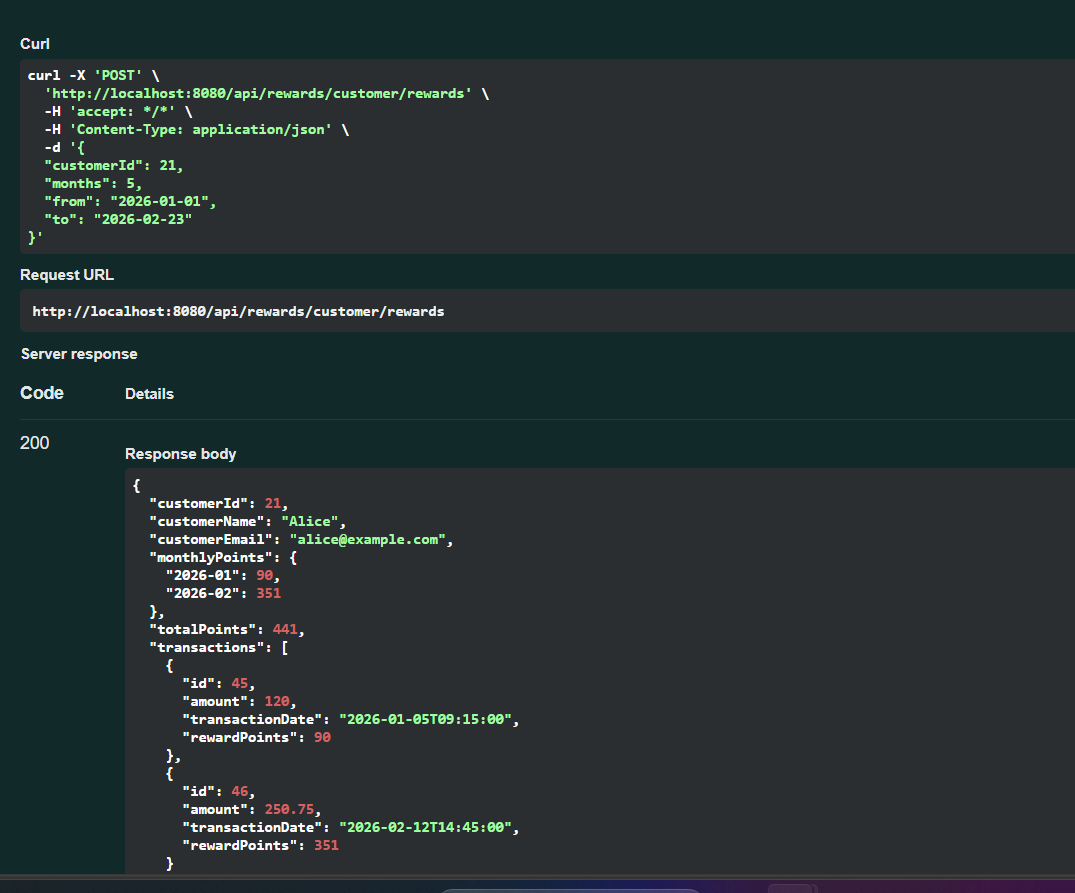 Curl
curl -X 'POST' \
  'http://localhost:8080/api/rewards/customer/rewards' \
  -H 'accept: */*' \
  -H 'Content-Type: application/json' \
  -d '{
  "customerId": 21,
  "months": 5,
  "from": "2026-01-01",
  "to": "2026-02-23"
}'
Request URL
http://localhost:8080/api/rewards/customer/rewards
Server response
Code Details
200
Response body
{
  "customerId": 21,
  "customerName": "Alice",
  "customerEmail": "alice@example.com",
  "monthlyPoints": {
    "2026-01": 90,
    "2026-02": 351
  },
  "totalPoints": 441,
  "transactions": [
    {
      "id": 45,
      "amount": 120,
      "transactionDate": "2026-01-05T09:15:00",
      "rewardPoints": 90
    },
    {
      "id": 46,
      "amount": 250.75,
      "transactionDate": "2026-02-12T14:45:00",
      "rewardPoints": 351
    }